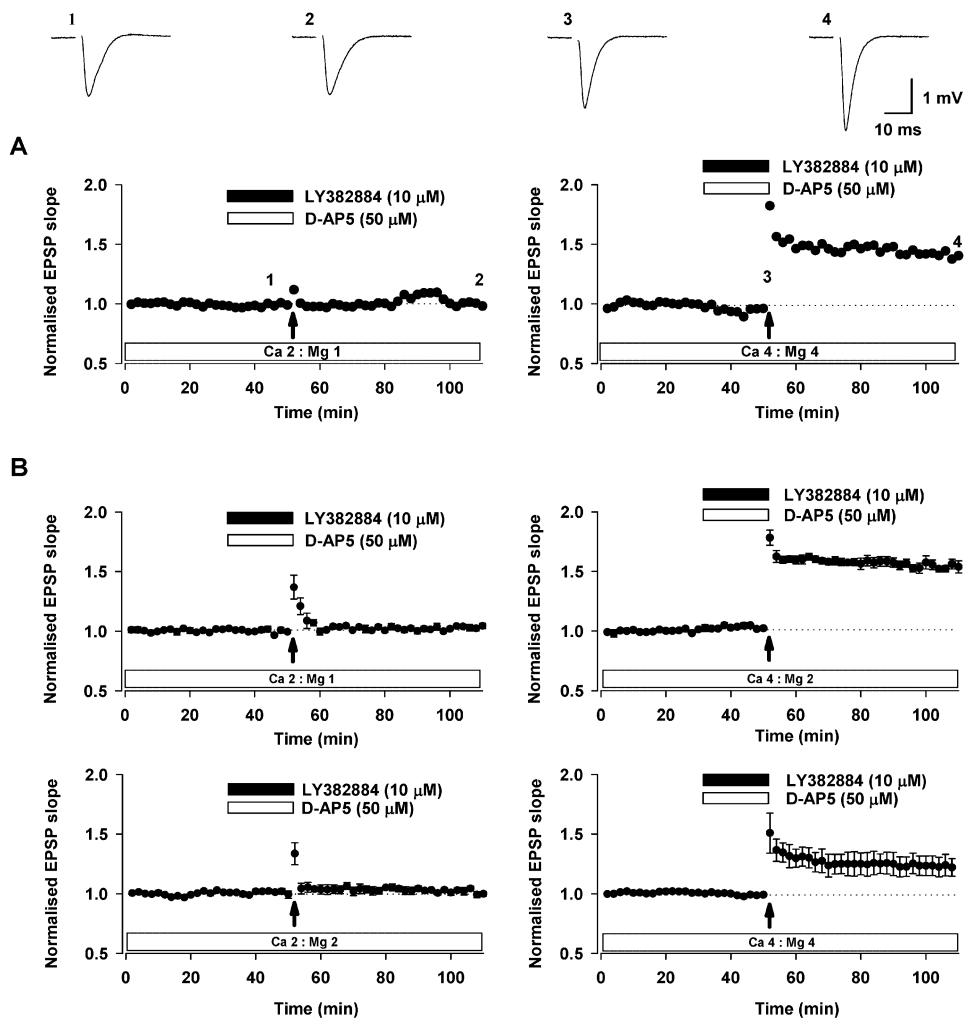 1 2 3 4
1 mV
10 ms
A
Normalised EPSP slope
2.0
1.5
1.0
0.5
LY382884 (10 μM)
D-AP5 (50 μM)
1 2
Ca 2 : Mg 1
0 20 40 60 80 100
Time (min)
Normalised EPSP slope
2.0
1.5
1.0
0.5
LY382884 (10 μM)
D-AP5 (50 μM)
3 4
Ca 4 : Mg 4
0 20 40 60 80 100
Time (min)
B
Normalised EPSP slope
2.0
1.5
1.0
0.5
LY382884 (10 μM)
D-AP5 (50 μM)
Ca 2 : Mg 1
0 20 40 60 80 100
Time (min)
Normalised EPSP slope
2.0
1.5
1.0
0.5
LY382884 (10 μM)
D-AP5 (50 μM)
Ca 4 : Mg 2
0 20 40 60 80 100
Time (min)
Normalised EPSP slope
2.0
1.5
1.0
0.5
LY382884 (10 μM)
D-AP5 (50 μM)
Ca 2 : Mg 2
0 20 40 60 80 100
Time (min)
Normalised EPSP slope
2.0
1.5
1.0
0.5
LY382884 (10 μM)
D-AP5 (50 μM)
Ca 4 : Mg 4
0 20 40 60 80 100
Time (min)